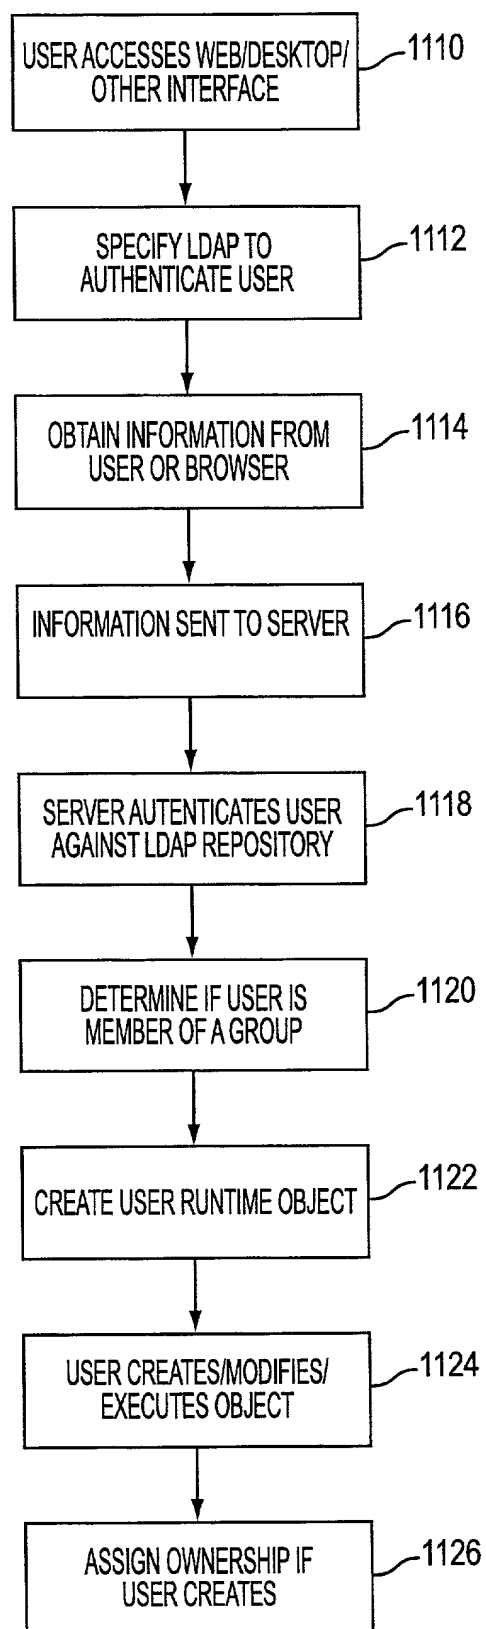 USER ACCESSES WEB/DESKTOP/
OTHER INTERFACE
1110
SPECIFY LDAP TO
AUTHENTICATE USER
1112
OBTAIN INFORMATION FROM
USER OR BROWSER
1114
INFORMATION SENT TO SERVER
1116
SERVER AUTENTICATES USER
AGAINST LDAP REPOSITORY
1118
DETERMINE IF USER IS
MEMBER OF A GROUP
1120
CREATE USER RUNTIME OBJECT
1122
USER CREATES/MODIFIES/
EXECUTES OBJECT
1124
ASSIGN OWNERSHIP IF
USER CREATES
1126